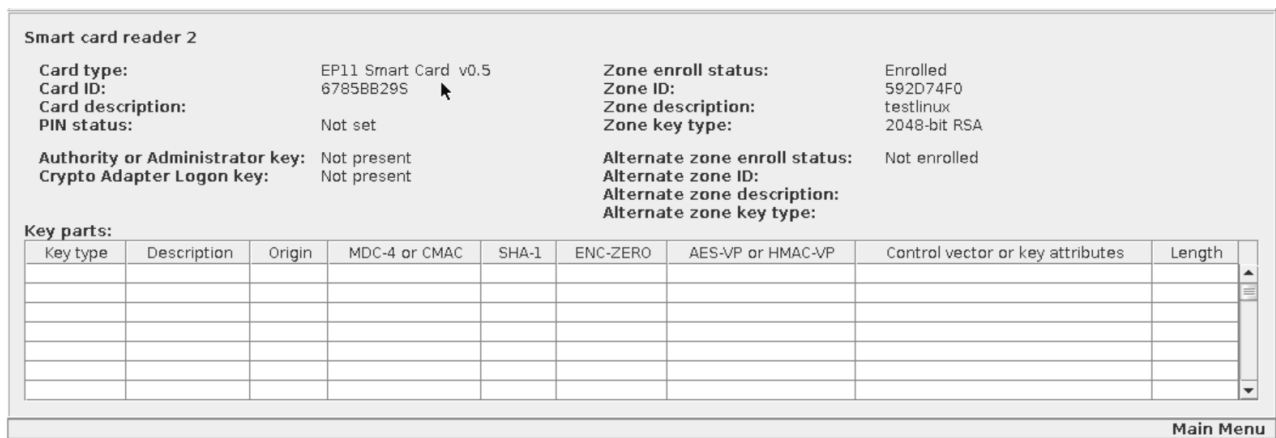 Smart card reader 2
Card type: EP11 Smart Card v0.5 Zone enroll status: Enrolled
Card ID: 6785BB29S Zone ID: 592D74F0
Card description: Zone description: testlinux
PIN status: Not set Zone key type: 2048-bit RSA
Authority or Administrator key: Not present Alternate zone enroll status: Not enrolled
Crypto Adapter Logon key: Not present Alternate zone ID:
Alternate zone description:
Alternate zone key type:
Key parts:
Key type Description Origin MDC-4 or CMAC SHA-1 ENC-ZERO AES-VP or HMAC-VP Control vector or key attributes Length
Main Menu